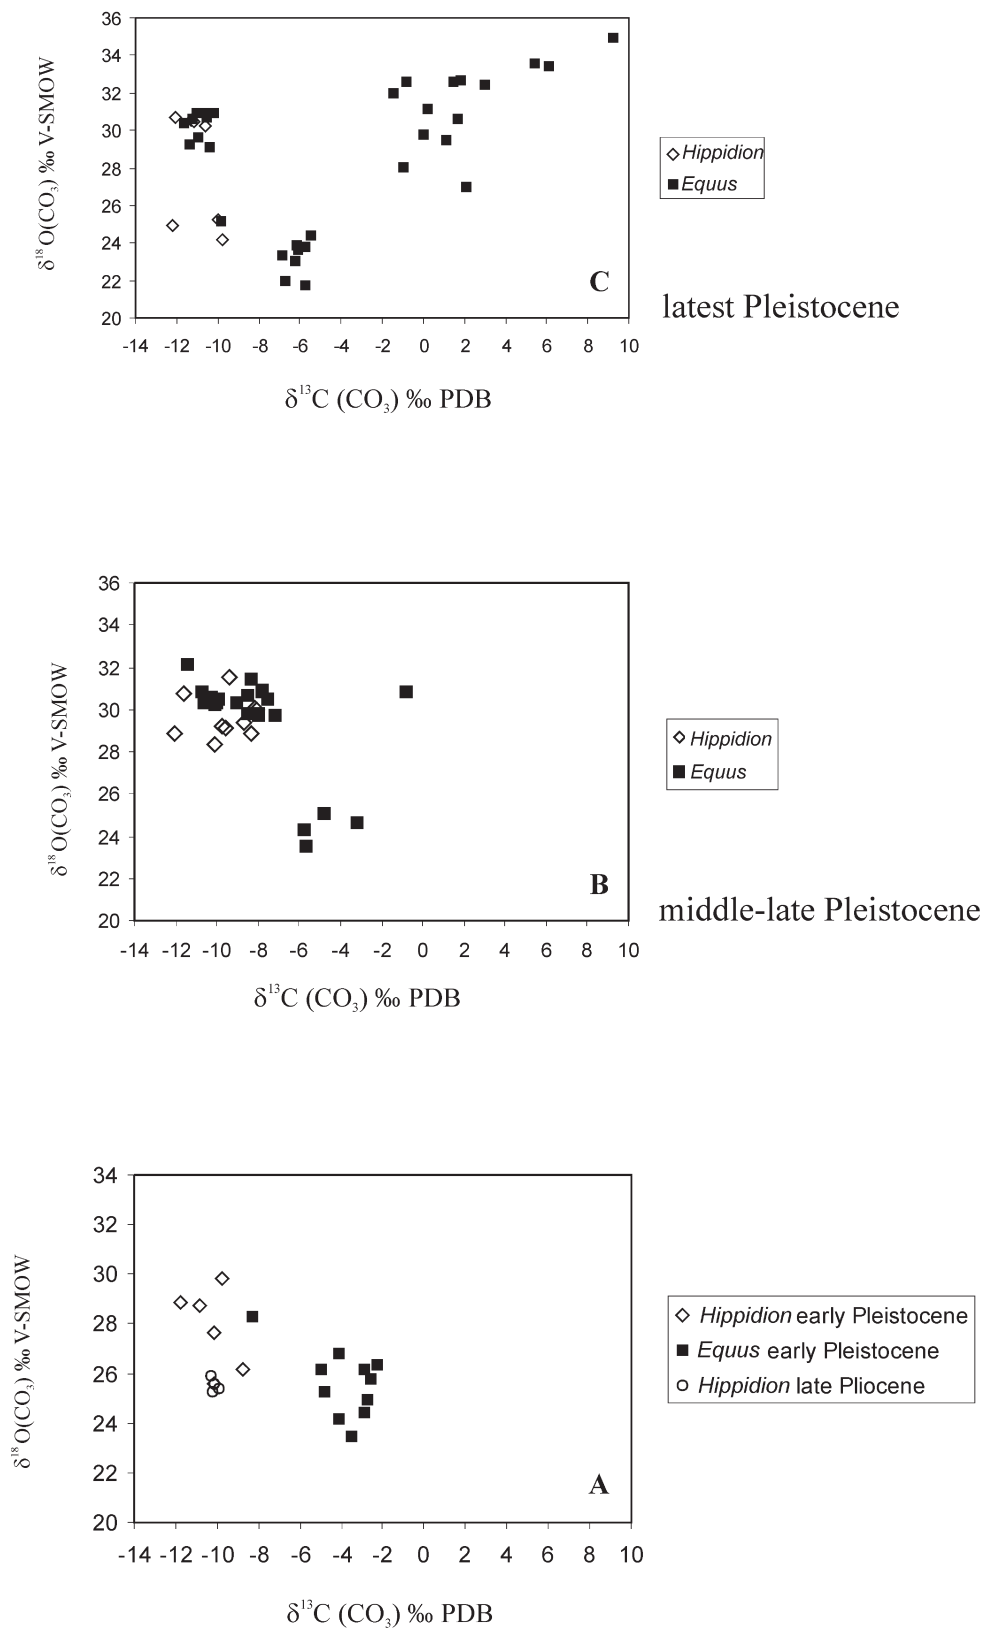 36
34
32
30
28
26
24
22
20
δ¹⁸O(CO₃) ‰ V-SMOW
-14 -12 -10 -8 -6 -4 -2 0 2 4 6 8 10
δ¹³C (CO₃) ‰ PDB
C
Hippidion
Equus
latest Pleistocene
36
34
32
30
28
26
24
22
20
δ¹⁸O(CO₃) ‰ V-SMOW
-14 -12 -10 -8 -6 -4 -2 0 2 4 6 8 10
δ¹³C (CO₃) ‰ PDB
B
Hippidion
Equus
middle-late Pleistocene
34
32
30
28
26
24
22
20
δ¹⁸O(CO₃) ‰ V-SMOW
-14 -12 -10 -8 -6 -4 -2 0 2 4 6 8 10
δ¹³C (CO₃) ‰ PDB
A
Hippidion early Pleistocene
Equus early Pleistocene
Hippidion late Pliocene